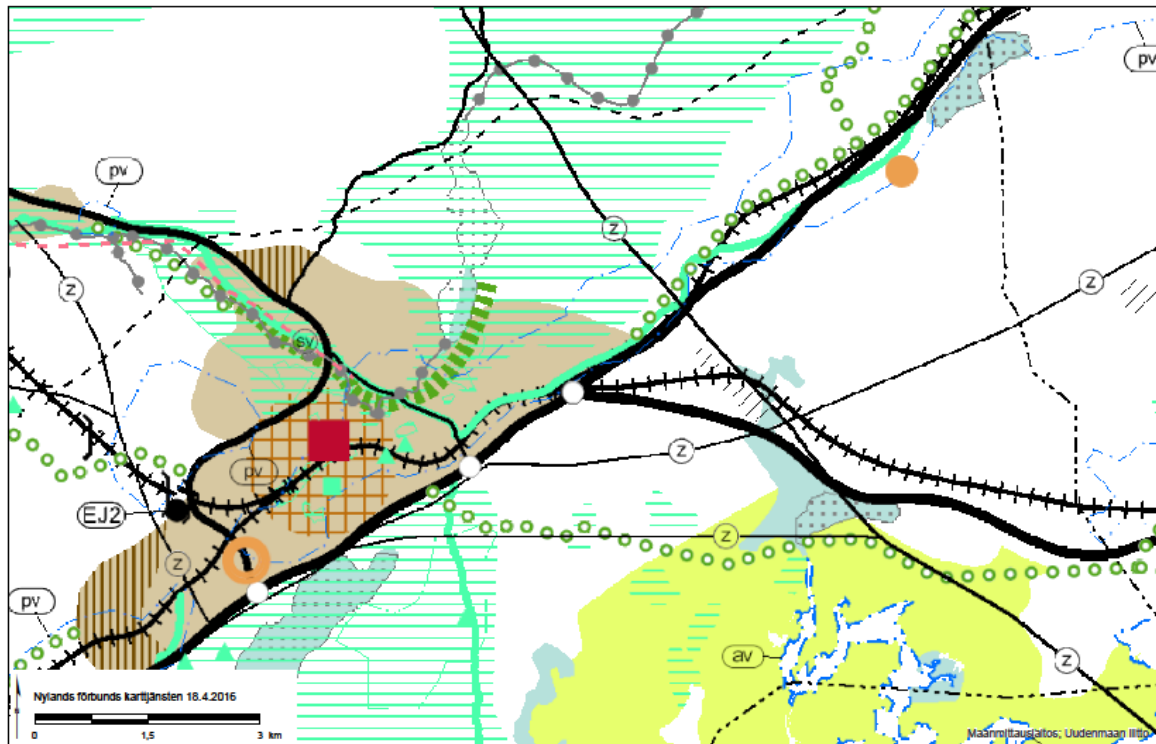 pv
pv
z
z
z
sv
z
pv
EJ2
z
z
pv
av
z
Nylands förbunds karttjänsten 18.4.2016
0 1,5 3 km
Maanmittauslaitos; Uudenmaan liitto